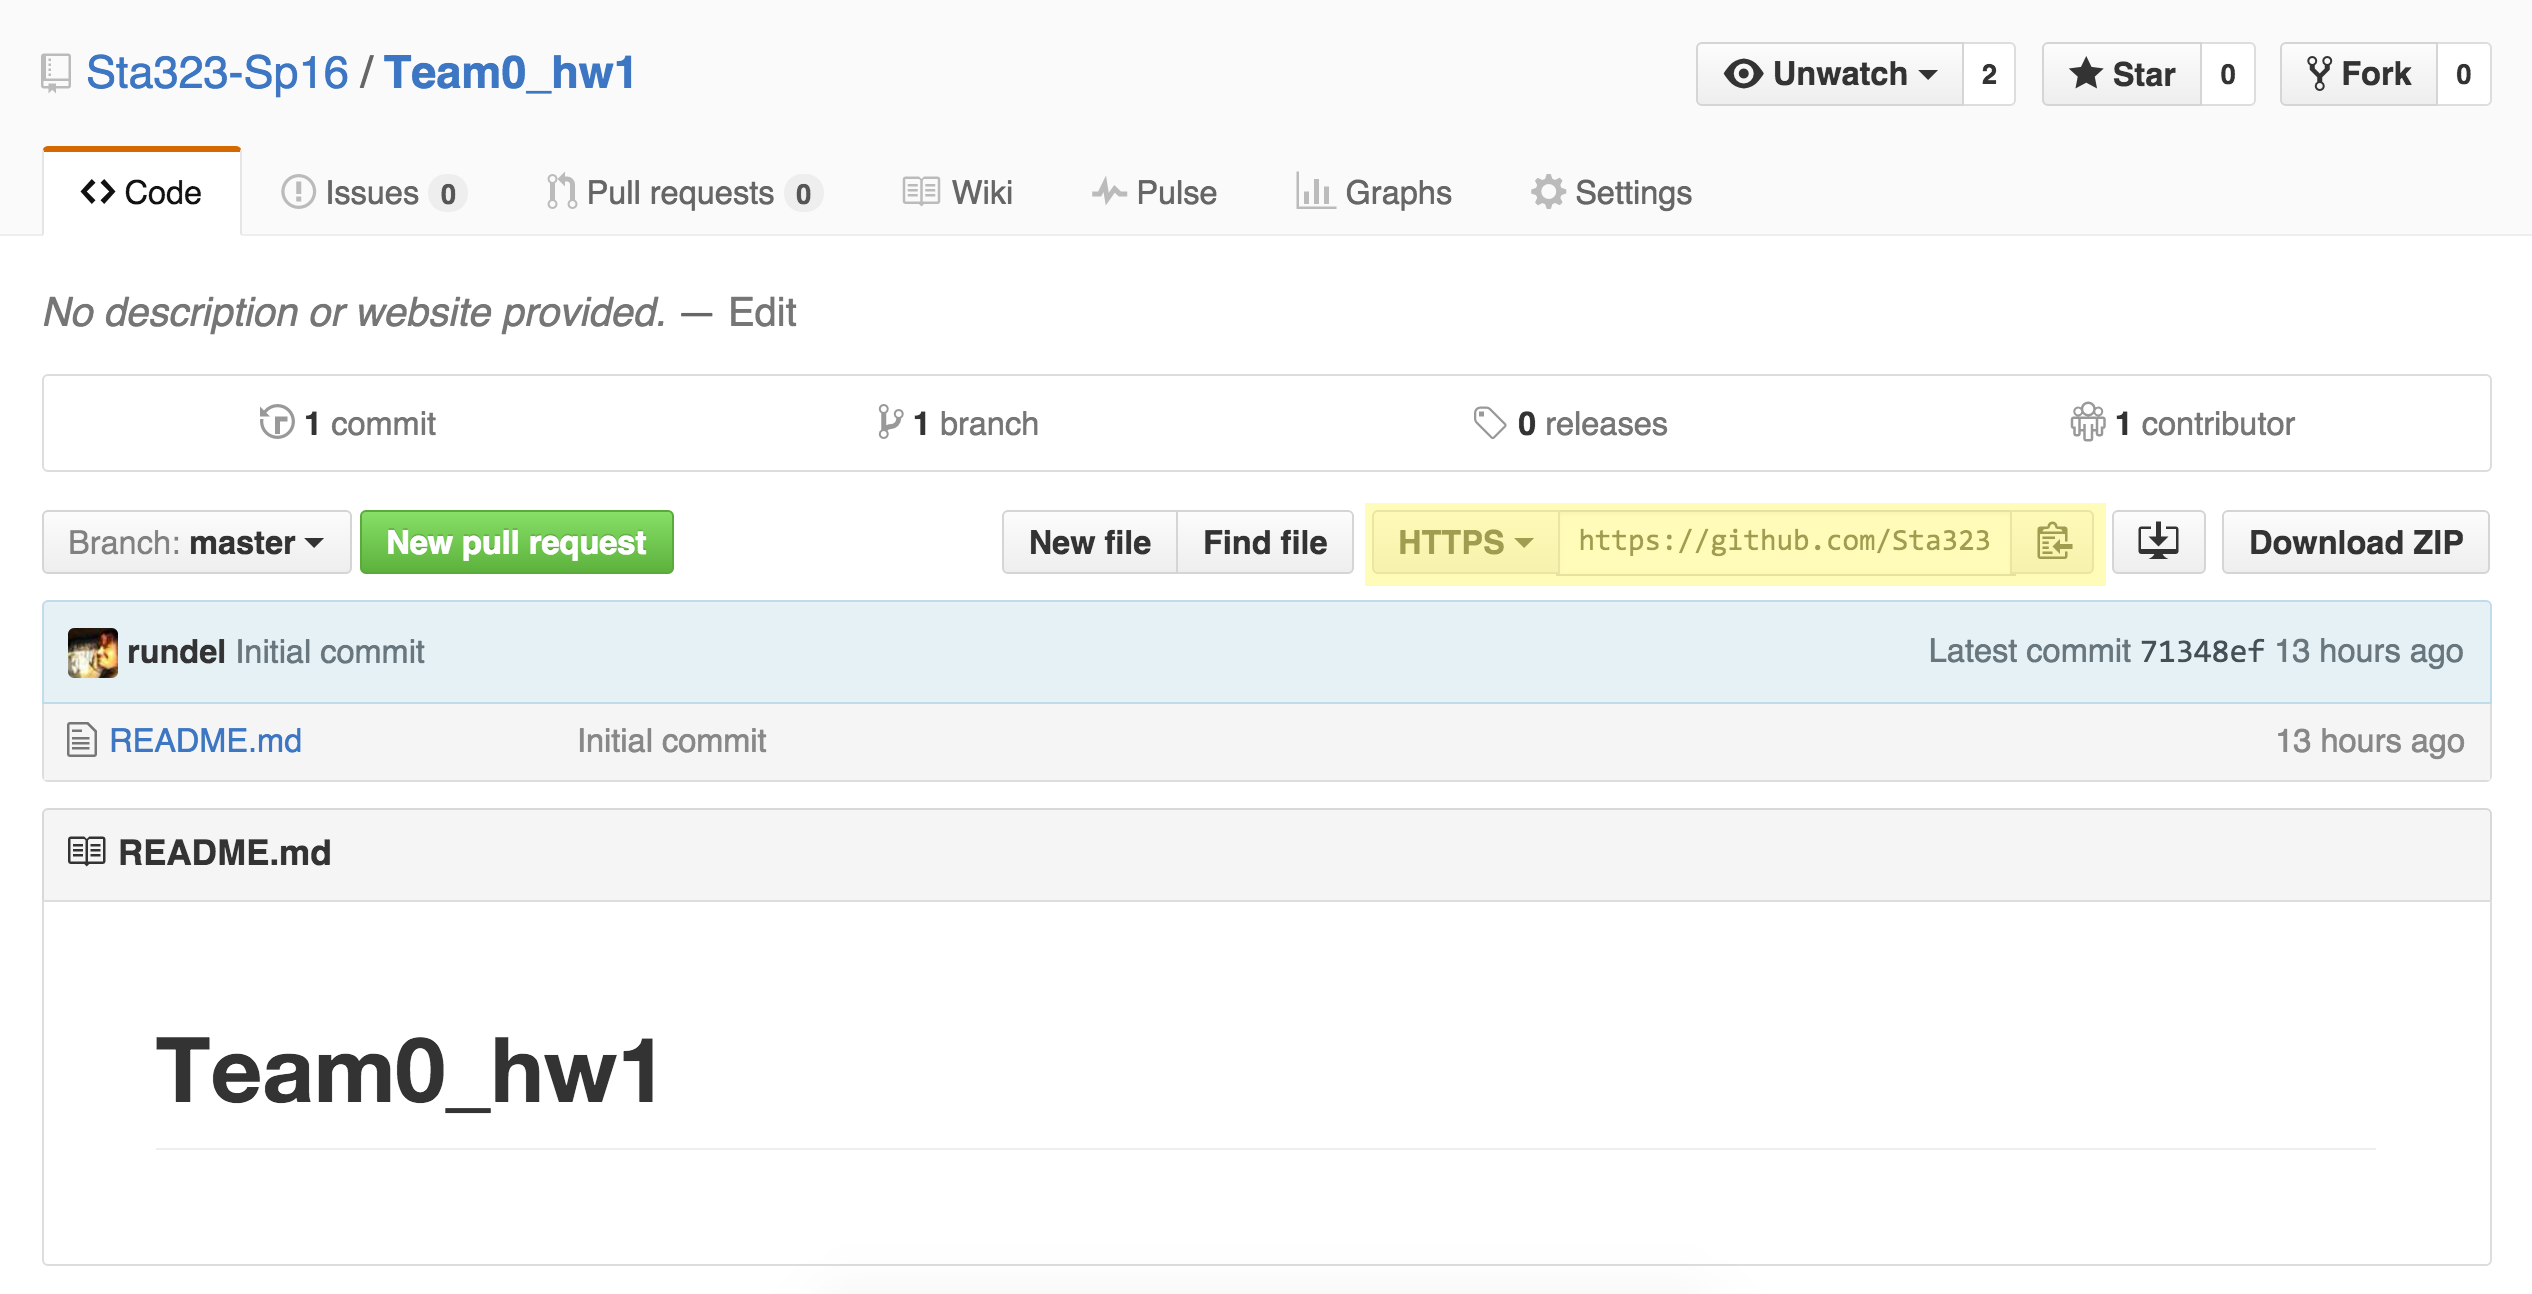 Sta323-Sp16 / Team0_hw1
Unwatch 2 Star 0 Fork 0
Code Issues 0 Pull requests 0 Wiki Pulse Graphs Settings
No description or website provided. — Edit
1 commit 1 branch 0 releases 1 contributor
Branch: master New pull request New file Find file HTTPS https://github.com/Sta323 Download ZIP
rundel Initial commit Latest commit 71348ef 13 hours ago
README.md Initial commit 13 hours ago
README.md
Team0_hw1